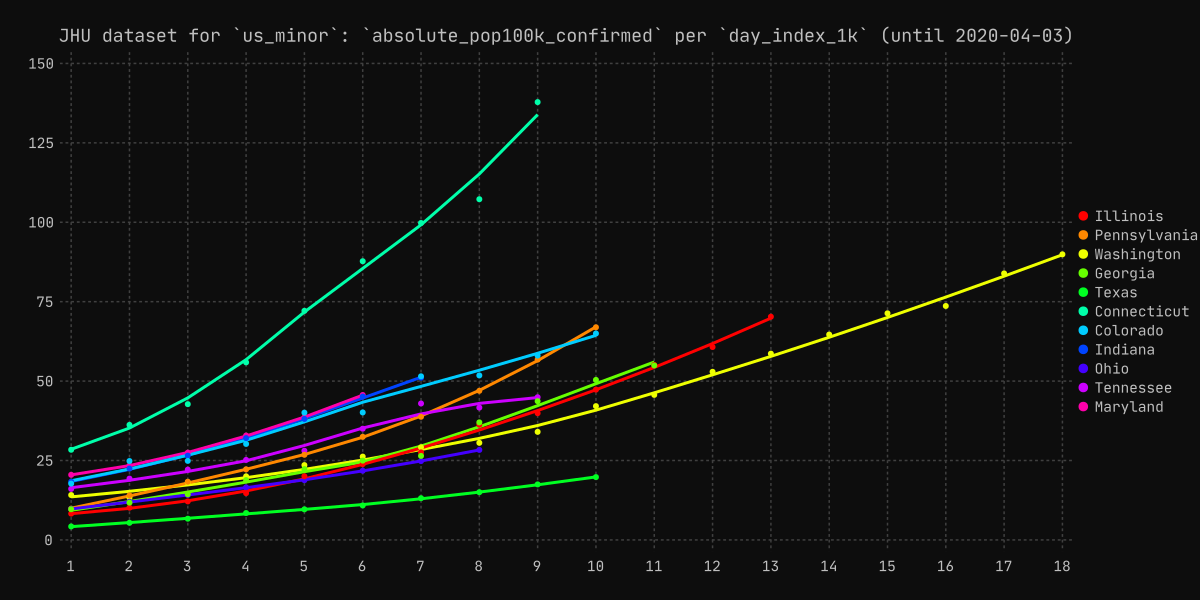 JHU dataset for `us_minor`: `absolute_pop100k_confirmed` per `day_index_1k` (until 2020-04-03)
150
125
100
75
50
25
0
1 2 3 4 5 6 7 8 9 10 11 12 13 14 15 16 17 18
Illinois
Pennsylvania
Washington
Georgia
Texas
Connecticut
Colorado
Indiana
Ohio
Tennessee
Maryland